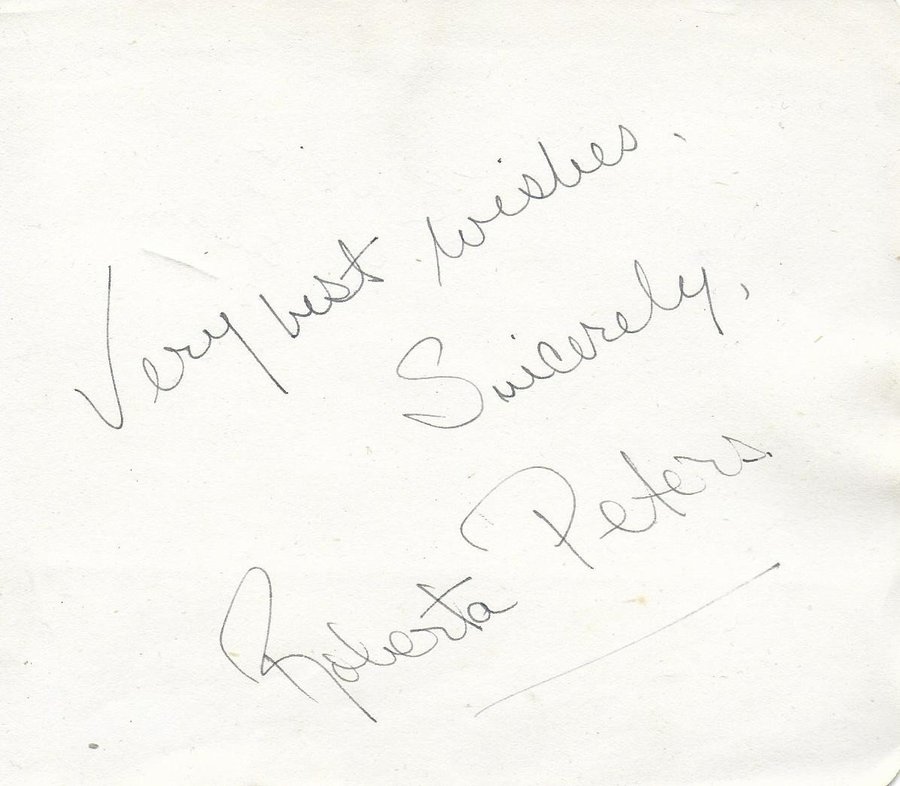 Very best wishes.
Sincerely,
Roberta Peters